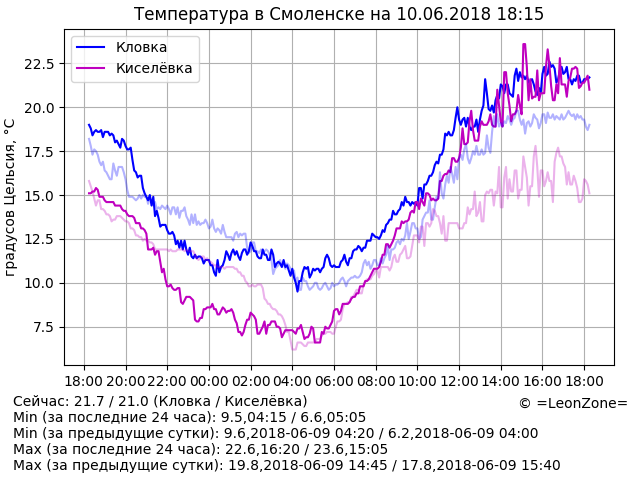 Температура в Смоленске на 10.06.2018 18:15
Кловка
Киселёвка
градусов Цельсия, °C
22.5
20.0
17.5
15.0
12.5
10.0
7.5
18:00 20:00 22:00 00:00 02:00 04:00 06:00 08:00 10:00 12:00 14:00 16:00 18:00
Сейчас: 21.7 / 21.0 (Кловка / Киселёвка)
© =LeonZone=
Min (за последние 24 часа): 9.5,04:15 / 6.6,05:05
Min (за предыдущие сутки): 9.6,2018-06-09 04:20 / 6.2,2018-06-09 04:00
Max (за последние 24 часа): 22.6,16:20 / 23.6,15:05
Max (за предыдущие сутки): 19.8,2018-06-09 14:45 / 17.8,2018-06-09 15:40